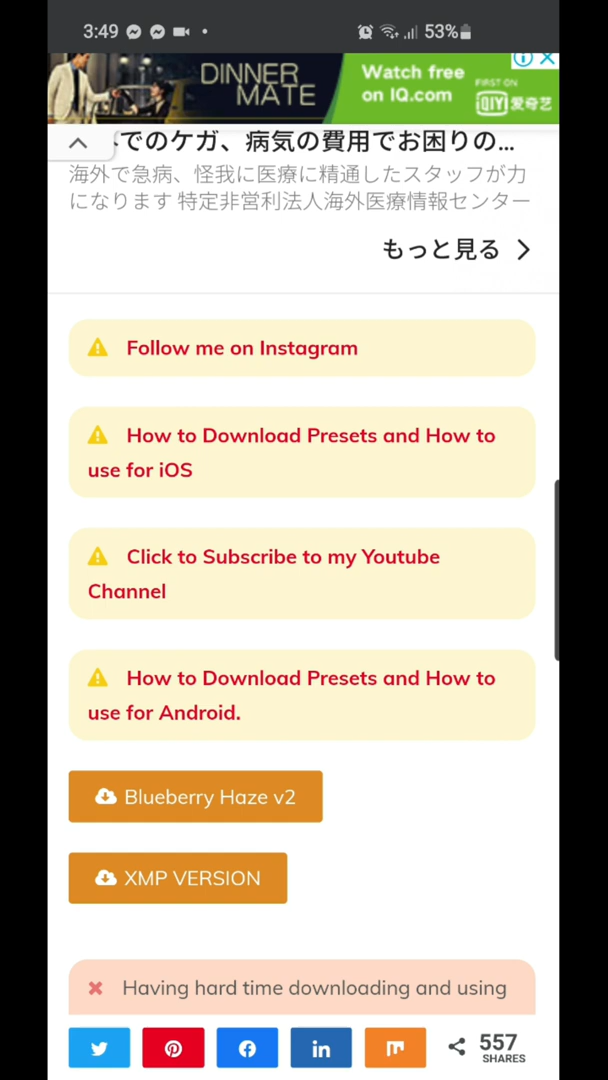 3:49
53%
DINNER
MATE
Watch free
on IQ.com
FIRST ON
QIYI 爱奇艺
でのケガ、病気の費用でお困りの...
海外で急病、怪我に医療に精通したスタッフが力
になります 特定非営利法人海外医療情報センター
もっと見る
Follow me on Instagram
How to Download Presets and How to
use for iOS
Click to Subscribe to my Youtube
Channel
How to Download Presets and How to
use for Android.
Blueberry Haze v2
XMP VERSION
Having hard time downloading and using
557
SHARES